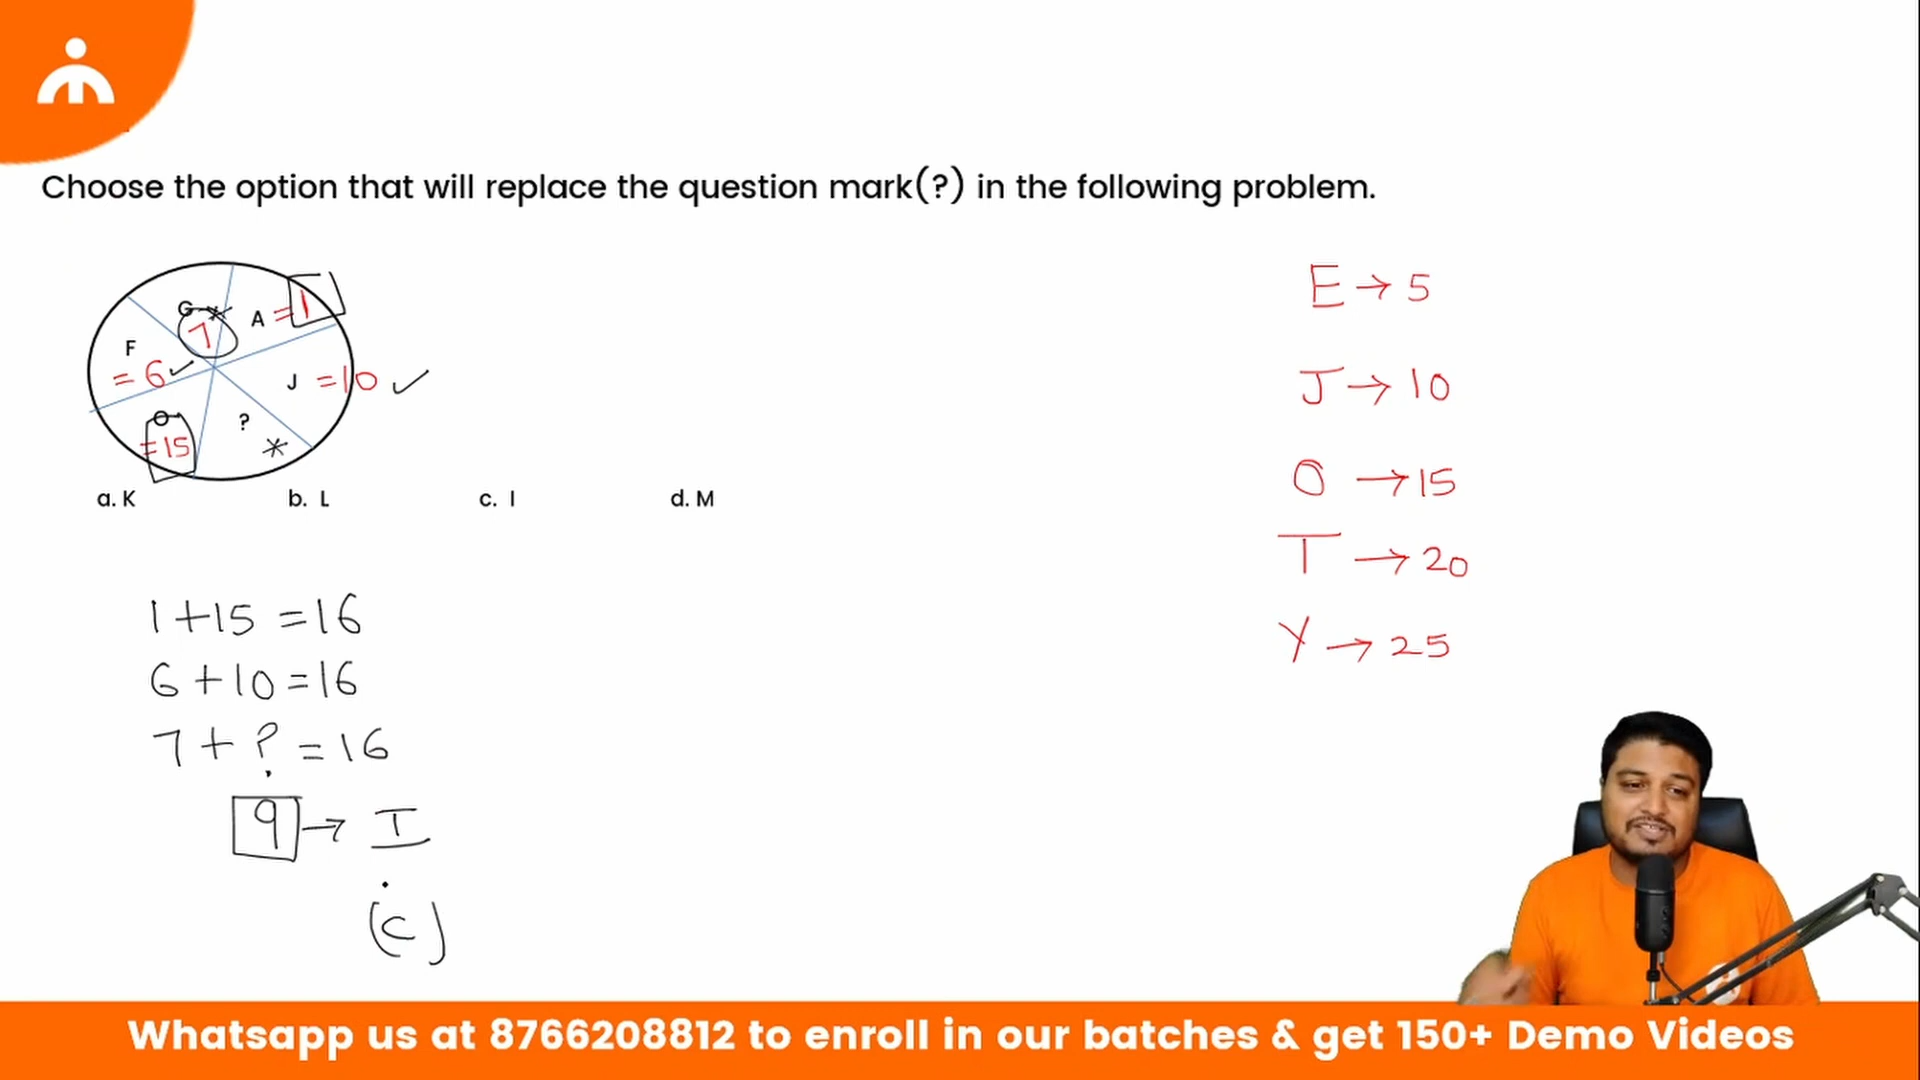 Choose the option that will replace the question mark(?) in the following problem.
G
7
A = 1
F
= 6 ✓
J = 10 ✓
O
= 15
?
*
a. K b. L c. I d. M
E → 5
J → 10
O → 15
T → 20
Y → 25
1 + 15 = 16
6 + 10 = 16
7 + ? = 16
9 → I
(C)
Whatsapp us at 8766208812 to enroll in our batches & get 150+ Demo Videos